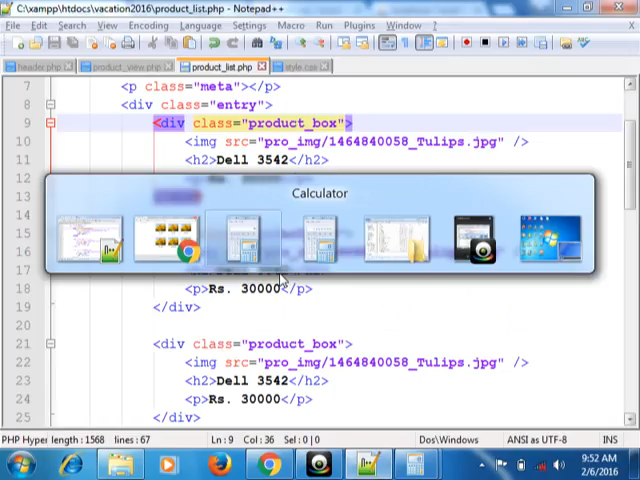 C:\xampp\htdocs\vacation2016\product_list.php - Notepad++
File Edit Search View Encoding Language Settings Macro Run Plugins Window
header.php product_view.php product_list.php style.css
7 <p class="meta"></p>
8 <div class="entry">
9 <div class="product_box">
10 <img src="pro_img/1464840058_Tulips.jpg" />
11 <h2>Dell 3542</h2>
12
13
Calculator
14
15
16
17
18 <p>Rs. 30000</p>
19 </div>
20
21 <div class="product_box">
22 <img src="pro_img/1464840058_Tulips.jpg" />
23 <h2>Dell 3542</h2>
24 <p>Rs. 30000</p>
25 </div>
PHP Hyper length : 1568 lines : 67 Ln : 9 Col : 36 Sel : 0 | 0 Dos\Windows ANSI as UTF-8 INS
9:52 AM
2/6/2016